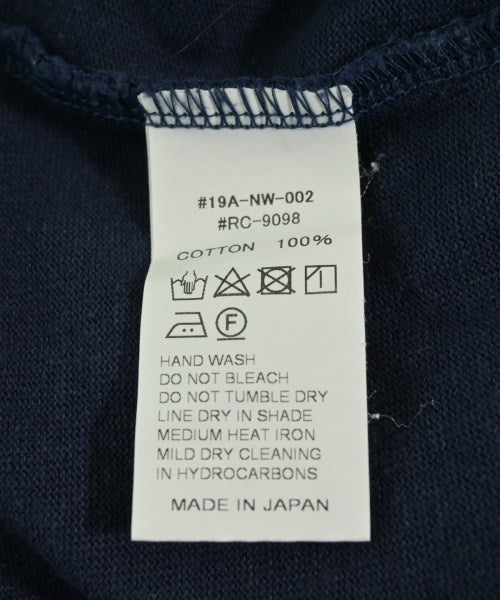 #19A-NW-002
#RC-9098
COTTON 100%
F
HAND WASH
DO NOT BLEACH
DO NOT TUMBLE DRY
LINE DRY IN SHADE
MEDIUM HEAT IRON
MILD DRY CLEANING
IN HYDROCARBONS
MADE IN JAPAN